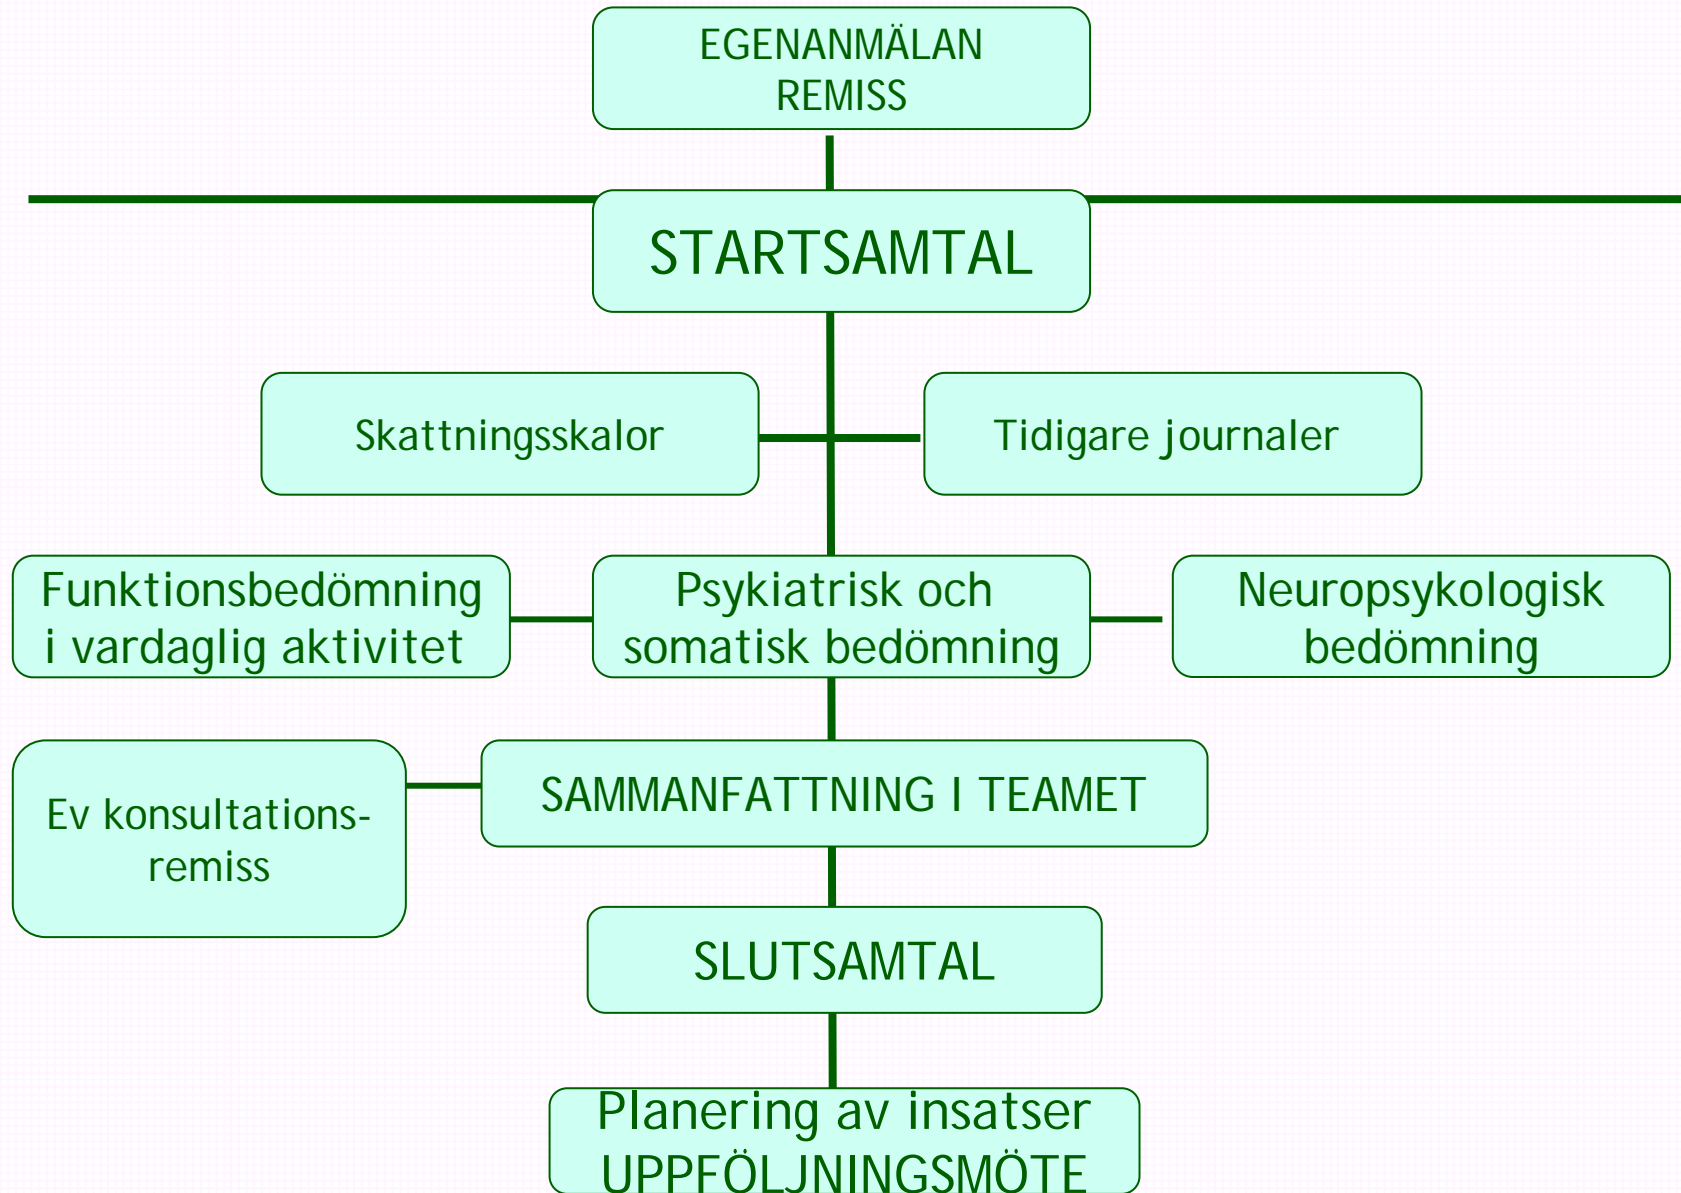 EGENANMÄLAN
REMISS
STARTSAMTAL
Skattningsskalor
Tidigare journaler
Funktionsbedömning
i vardaglig aktivitet
Psykiatrisk och
somatisk bedömning
Neuropsykologisk
bedömning
Ev konsultations-
remiss
SAMMANFATTNING I TEAMET
SLUTSAMTAL
Planering av insatser
UPPFÖLJNINGSMÖTE